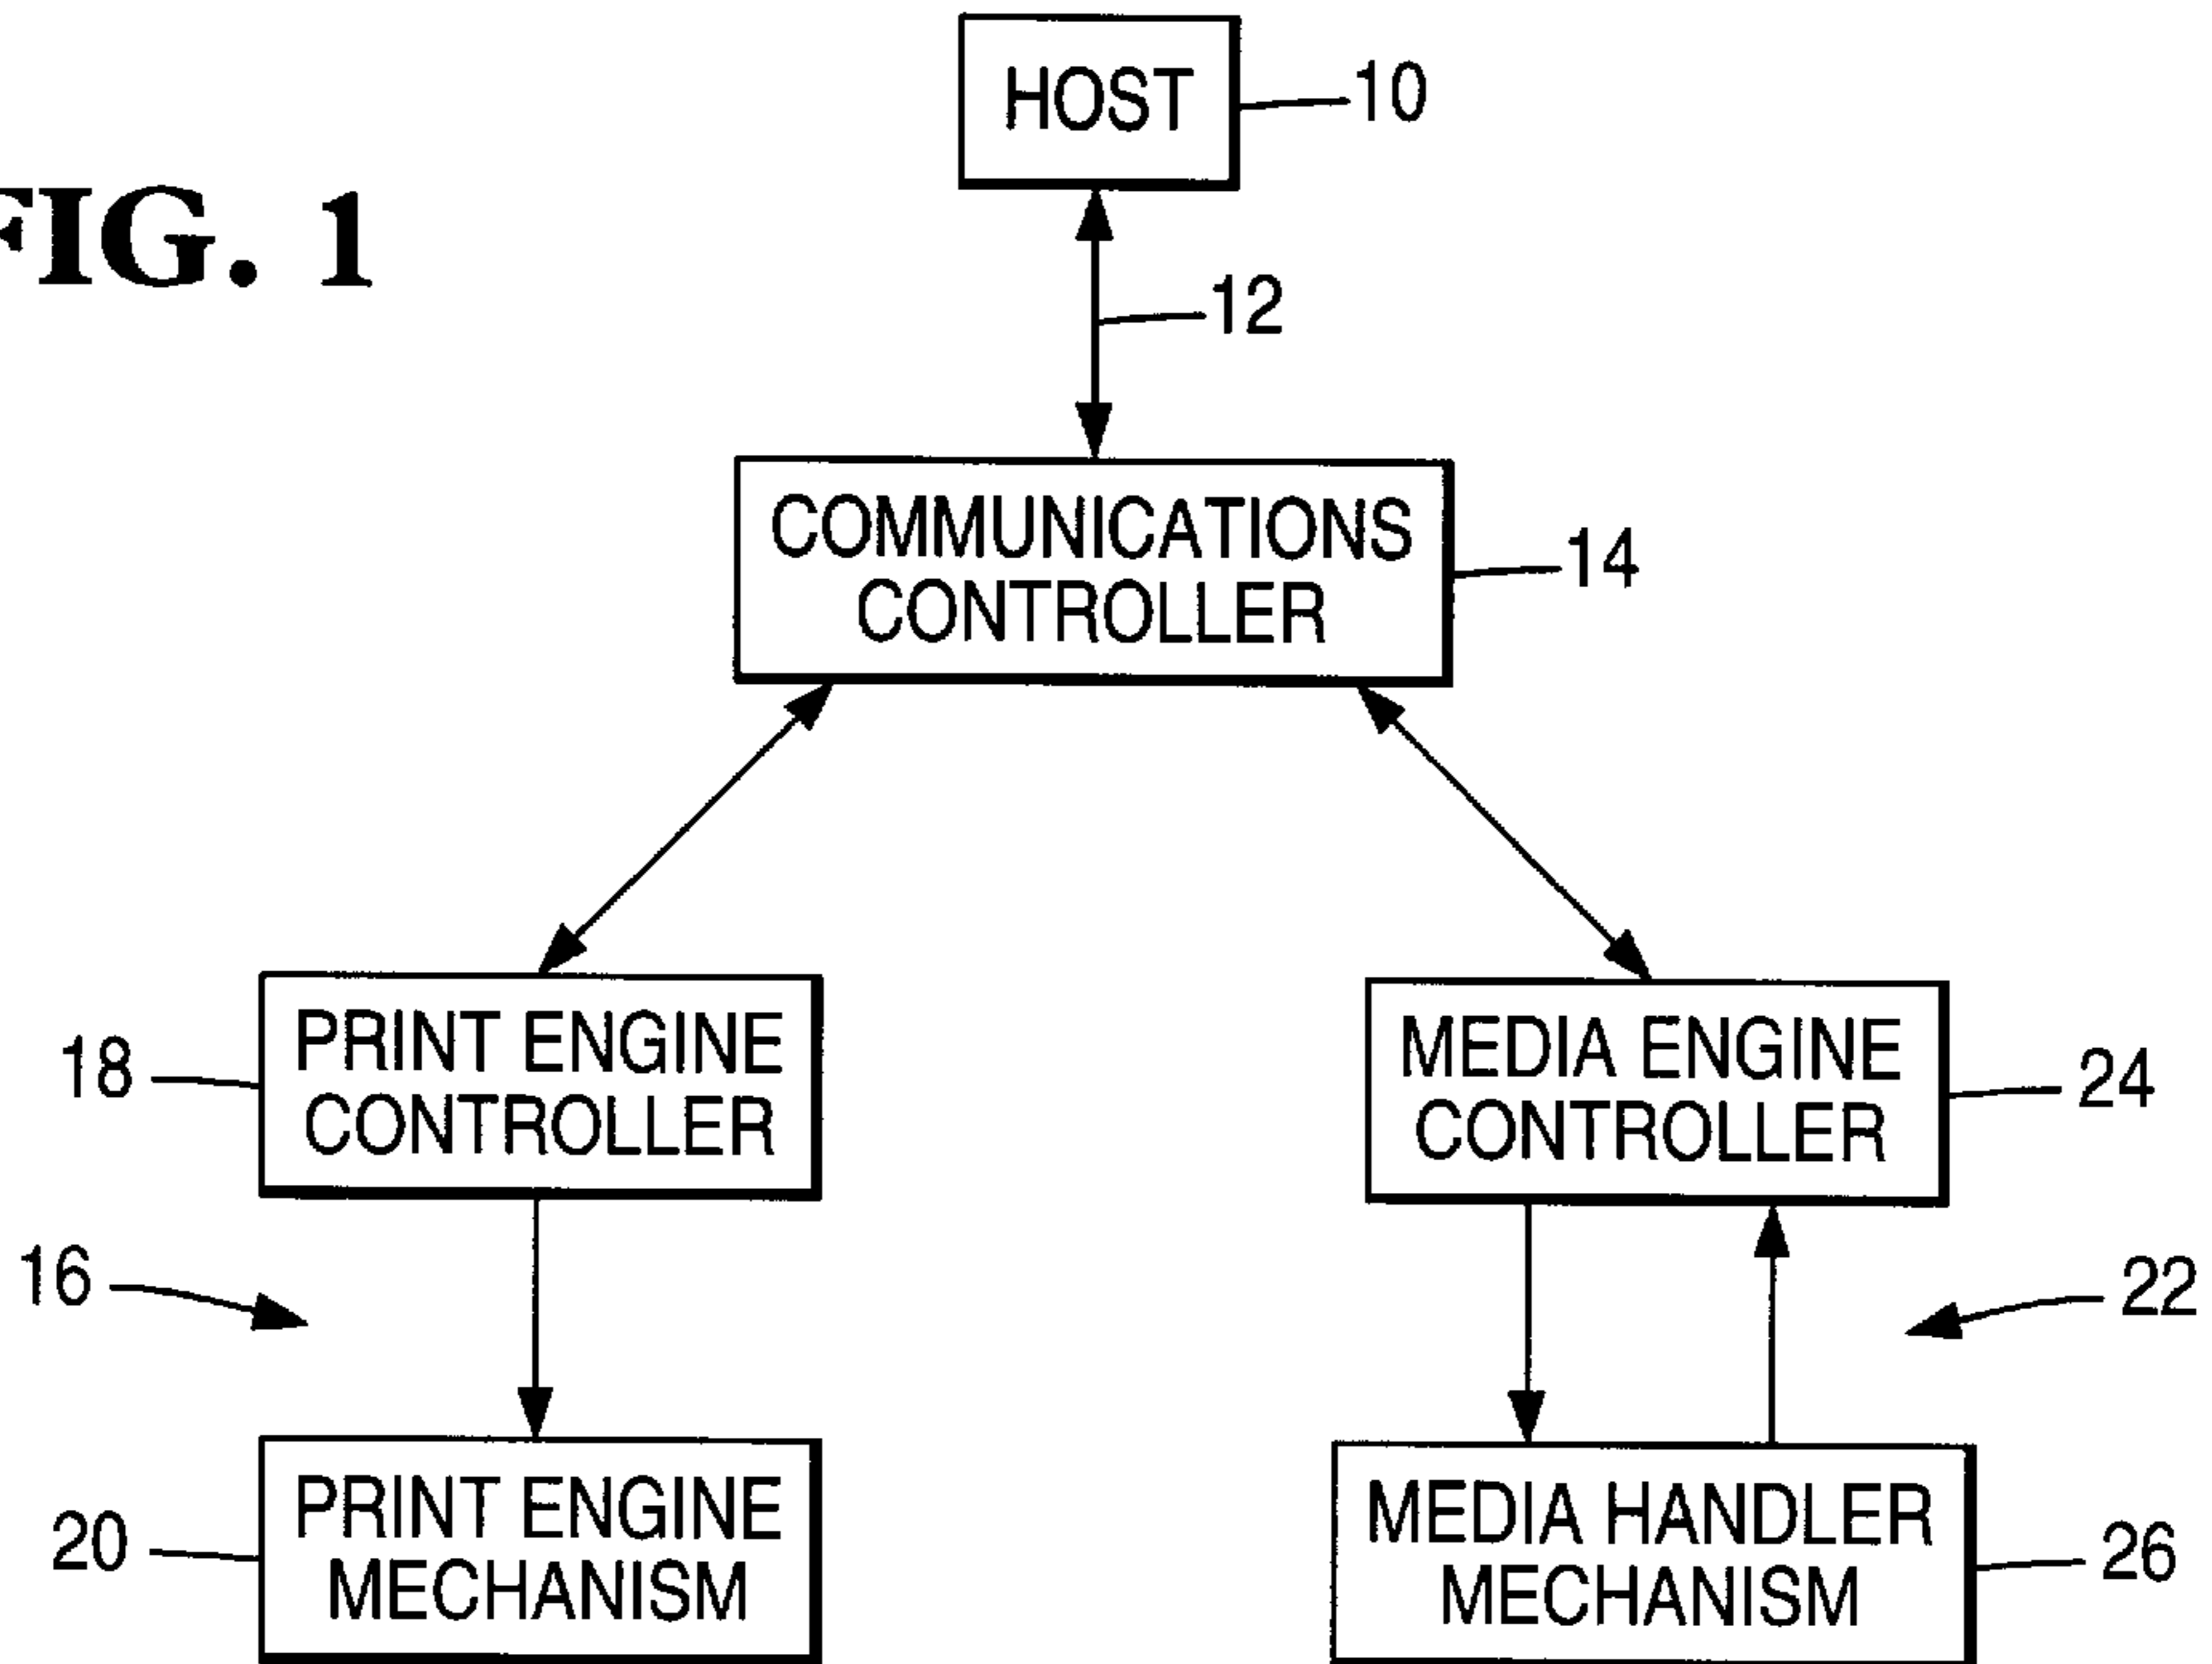 HOST
10
FIG. 1
12
COMMUNICATIONS
CONTROLLER
14
PRINT ENGINE
CONTROLLER
18
MEDIA ENGINE
CONTROLLER
24
16
22
PRINT ENGINE
MECHANISM
20
MEDIA HANDLER
MECHANISM
26